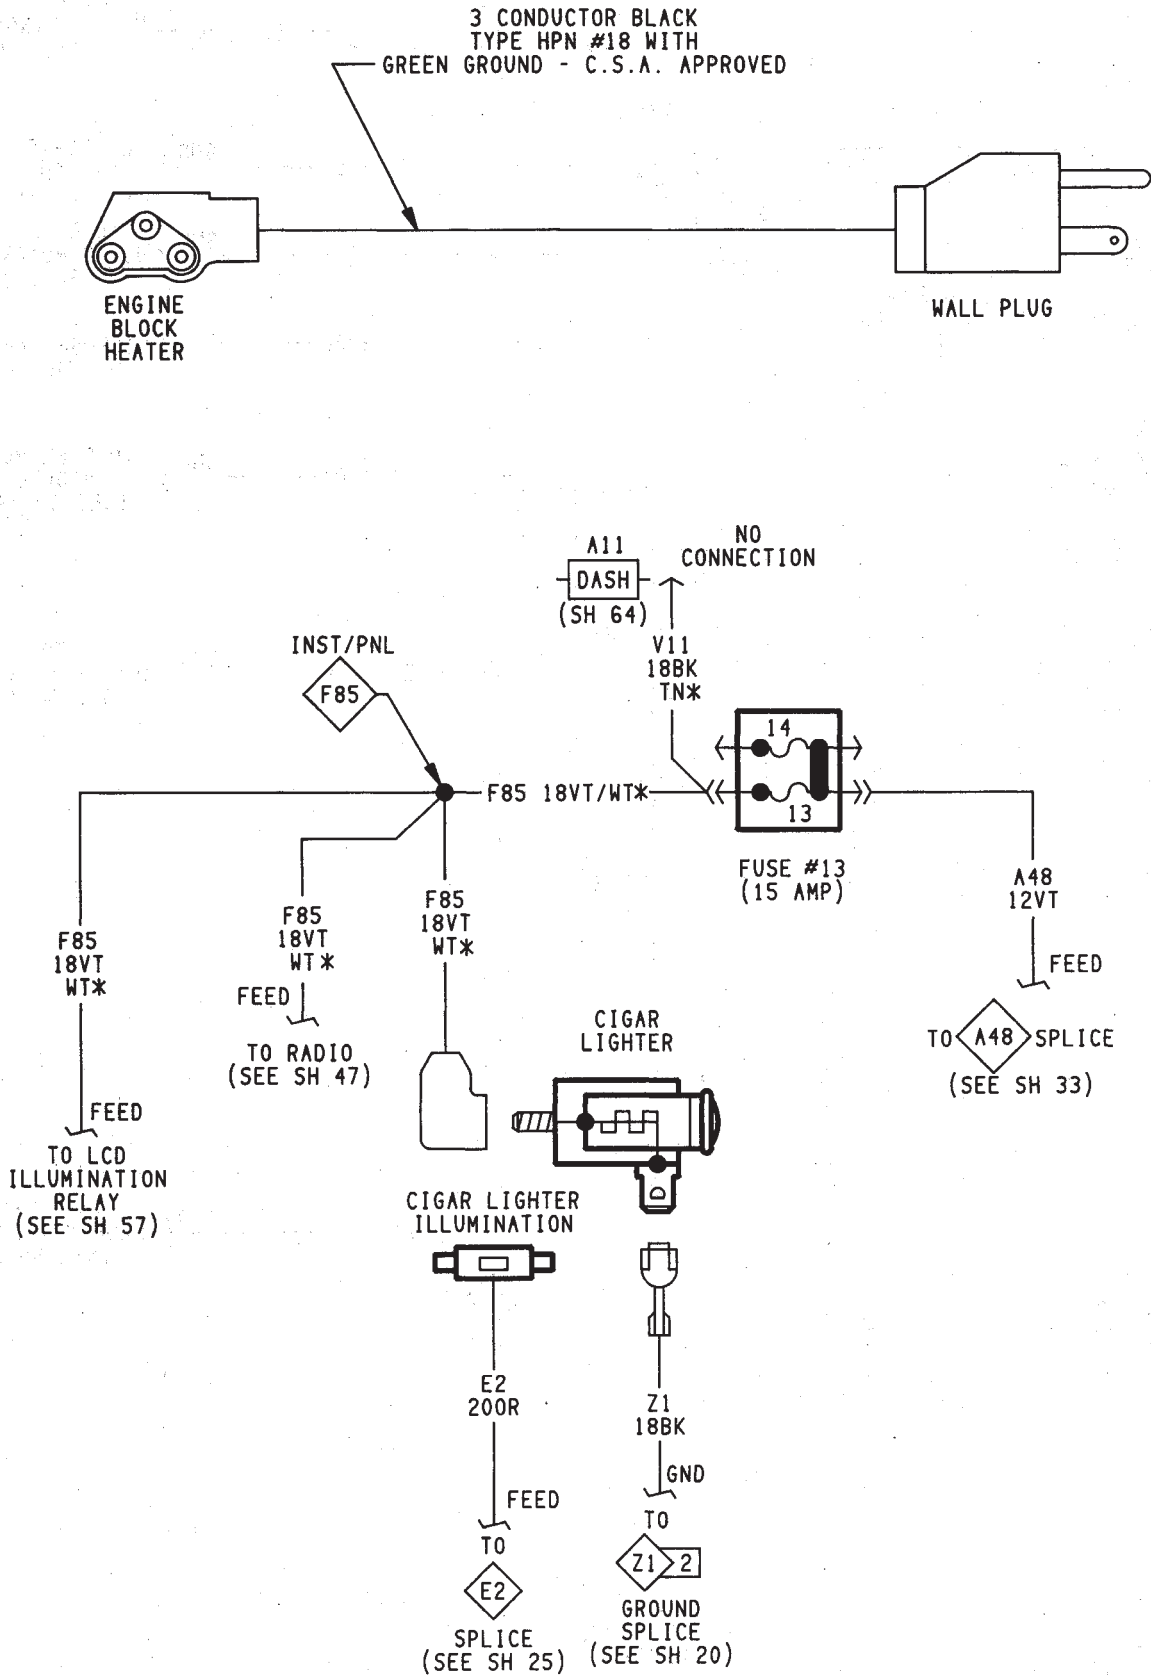 3 CONDUCTOR BLACK
TYPE HPN #18 WITH
GREEN GROUND - C.S.A. APPROVED
ENGINE
BLOCK
HEATER
WALL PLUG
A11
DASH
(SH 64)
NO
CONNECTION
V11
18BK
TN*
INST/PNL
F85
F85 18VT/WT*
14
13
FUSE #13
(15 AMP)
A48
12VT
FEED
TO A48 SPLICE
(SEE SH 33)
F85
18VT
WT*
FEED
TO LCD
ILLUMINATION
RELAY
(SEE SH 57)
F85
18VT
WT*
FEED
TO RADIO
(SEE SH 47)
F85
18VT
WT*
CIGAR
LIGHTER
CIGAR LIGHTER
ILLUMINATION
E2
20OR
FEED
TO
E2
SPLICE
(SEE SH 25)
Z1
18BK
GND
TO
Z1 2
GROUND
SPLICE
(SEE SH 20)